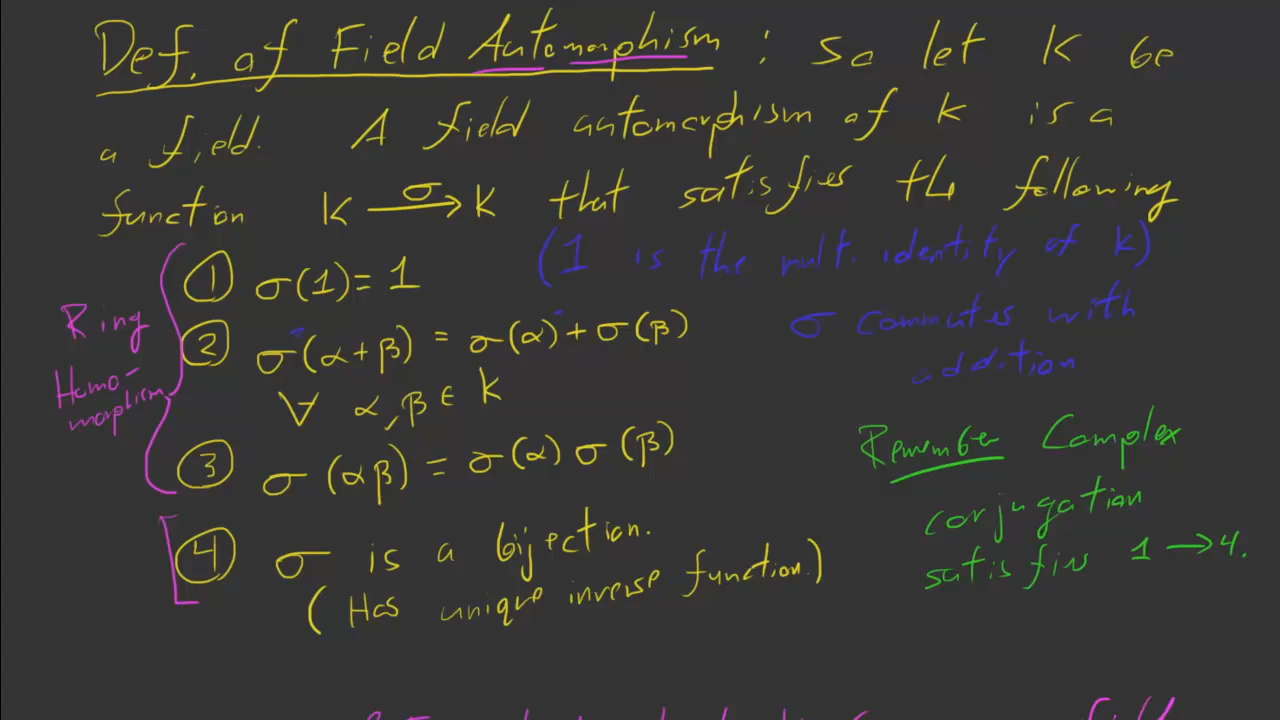 Def. of Field Automorphism : So let K be
a field. A field automorphism of K is a
function K —σ→ K that satisfies the following
(1 is the mult. identity of K)
① σ(1) = 1
② σ(α+β) = σ(α) + σ(β)
∀ α, β ∈ K
③ σ(αβ) = σ(α) σ(β)
④ σ is a bijection.
(Has unique inverse function.)
Ring
Homo-
morphism
σ commutes with
addition
Remember Complex
conjugation
satisfies 1 → 4.
field